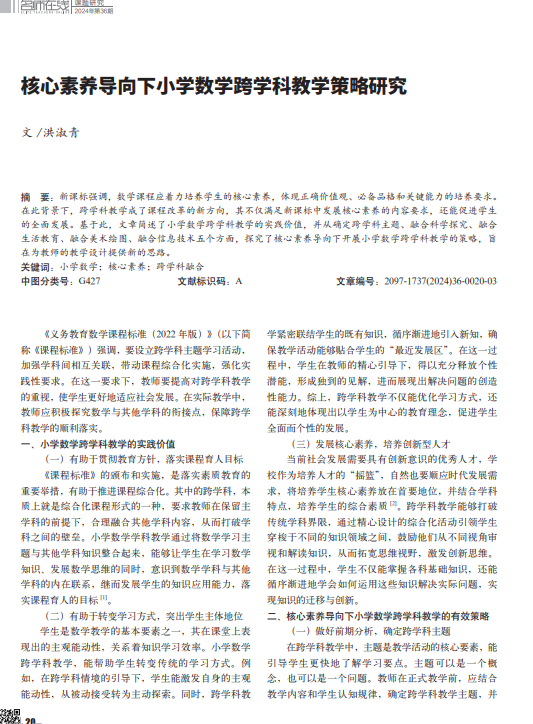 名师在线
课题研究
2024年第36期
核心素养导向下小学数学跨学科教学策略研究
文 /洪淑青
摘　要：新课标强调，数学课程应着力培养学生的核心素养，体现正确价值观、必备品格和关键能力的培养要求。
在此背景下，跨学科教学成了课程改革的新方向，其不仅满足新课标中发展核心素养的内容要求，还能促进学生
的全面发展。基于此，文章简述了小学数学跨学科教学的实践价值，并从确定跨学科主题、融合科学探究、融合
生活教育、融合美术绘图、融合信息技术五个方面，探究了核心素养导向下开展小学数学跨学科教学的策略，旨
在为教师的教学设计提供新的思路。
关键词：小学数学；核心素养；跨学科融合
中图分类号：G427　文献标识码：A　文章编号：2097-1737(2024)36-0020-03
《义务教育数学课程标准（2022 年版）》（以下简
称《课程标准》）强调，要设立跨学科主题学习活动，
加强学科间相互关联，带动课程综合化实施，强化实
践性要求。在这一要求下，教师要提高对跨学科教学
的重视，使学生更好地适应社会发展。在实际教学中，
教师应积极探究数学与其他学科的衔接点，保障跨学
科教学的顺利落实。
一、小学数学跨学科教学的实践价值
（一）有助于贯彻教育方针，落实课程育人目标
《课程标准》的颁布和实施，是落实素质教育的
重要举措，有助于推进课程综合化。其中的跨学科，本
质上就是综合化课程形式的一种，要求教师在保留主
学科的前提下，合理融合其他学科内容，从而打破学
科之间的壁垒。小学数学学科教学通过将数学学习主
题与其他学科知识整合起来，能够让学生在学习数学
知识、发展数学思维的同时，意识到数学学科与其他
学科的内在联系，继而发展学生的知识应用能力，落
实课程育人的目标 [1]。
（二）有助于转变学习方式，突出学生主体地位
学生是数学教学的基本要素之一，其在课堂上表
现出的主观能动性，关系着知识学习效率。小学数学
跨学科教学，能帮助学生转变传统的学习方式。例
如，在跨学科情境的引导下，学生能激发自身的主观
能动性，从被动接受转为主动探索。同时，跨学科教
学紧密联结学生的既有知识，循序渐进地引入新知，确
保教学活动能够贴合学生的“最近发展区”。在这一过
程中，学生在教师的精心引导下，得以充分释放个性
潜能，形成独到的见解，进而展现出解决问题的创造
性能力。综上，跨学科教学不仅能优化学习方式，还
能深刻地体现出以学生为中心的教育理念，促进学生
全面而个性的发展。
（三）发展核心素养，培养创新型人才
当前社会发展需要具有创新意识的优秀人才，学
校作为培养人才的“摇篮”，自然也要顺应时代发展需
求，将培养学生核心素养放在首要地位，并结合学科
特点，培养学生的综合素质 [2]。跨学科教学能够打破
传统学科界限，通过精心设计的综合化活动引领学生
穿梭于不同的知识领域之间，鼓励他们从不同视角审
视和解读知识，从而拓宽思维视野，激发创新思维。
在这一过程中，学生不仅能掌握各科基础知识，还能
循序渐进地学会如何运用这些知识解决实际问题，实
现知识的迁移与创新。
二、核心素养导向下小学数学跨学科教学的有效策略
（一）做好前期分析，确定跨学科主题
在跨学科教学中，主题是教学活动的核心要素，能
引导学生更快地了解学习要点。主题可以是一个概
念，也可以是一个问题。教师在正式教学前，应结合
教学内容和学生认知规律，确定跨学科教学主题，并
20